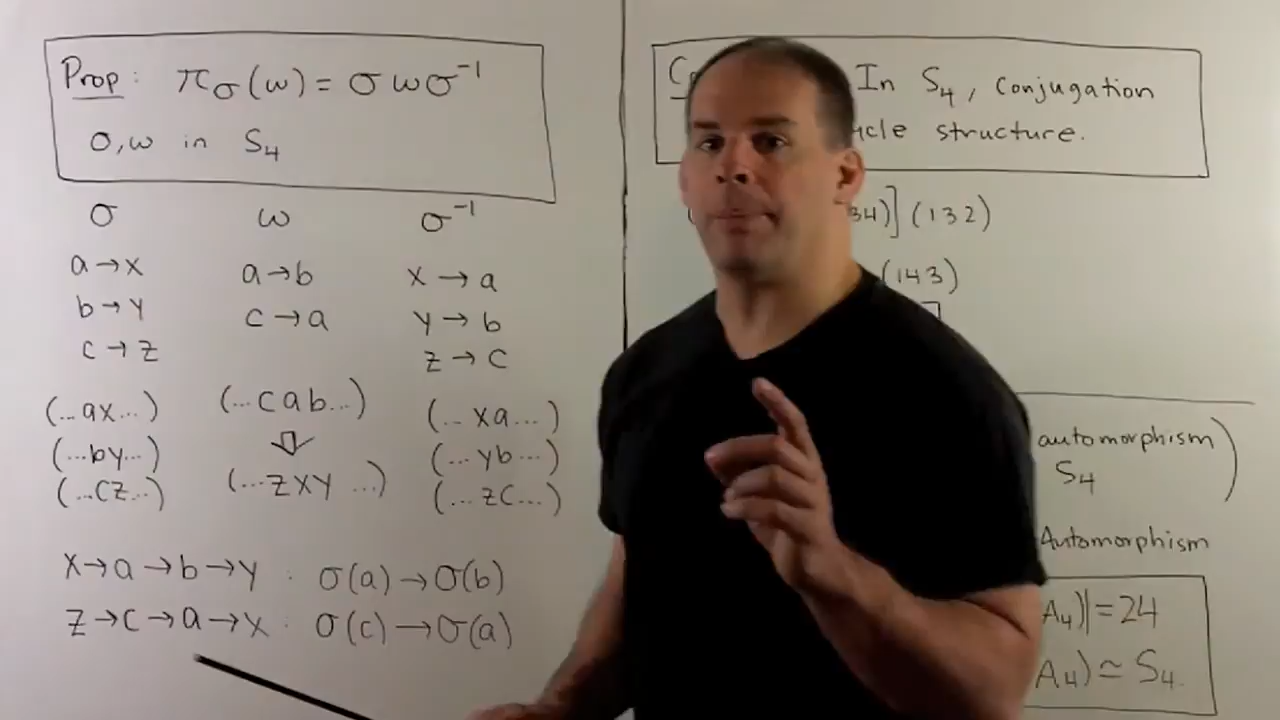 Prop: π_σ(ω) = σωσ⁻¹
σ,ω in S₄
σ ω σ⁻¹
a→x a→b x→a
b→y c→a y→b
c→z z→c
(...ax...) (...cab...) (...xa...)
(...by...) ⇩ (...yb...)
(...cz...) (...zxy...) (...zc...)
x→a→b→y : σ(a)→σ(b)
z→c→a→x : σ(c)→σ(a)
In S₄, conjugation
structure.
34)](132)
(143)
automorphism)
S₄
Automorphism
A₄)|=24
A₄)≃S₄.